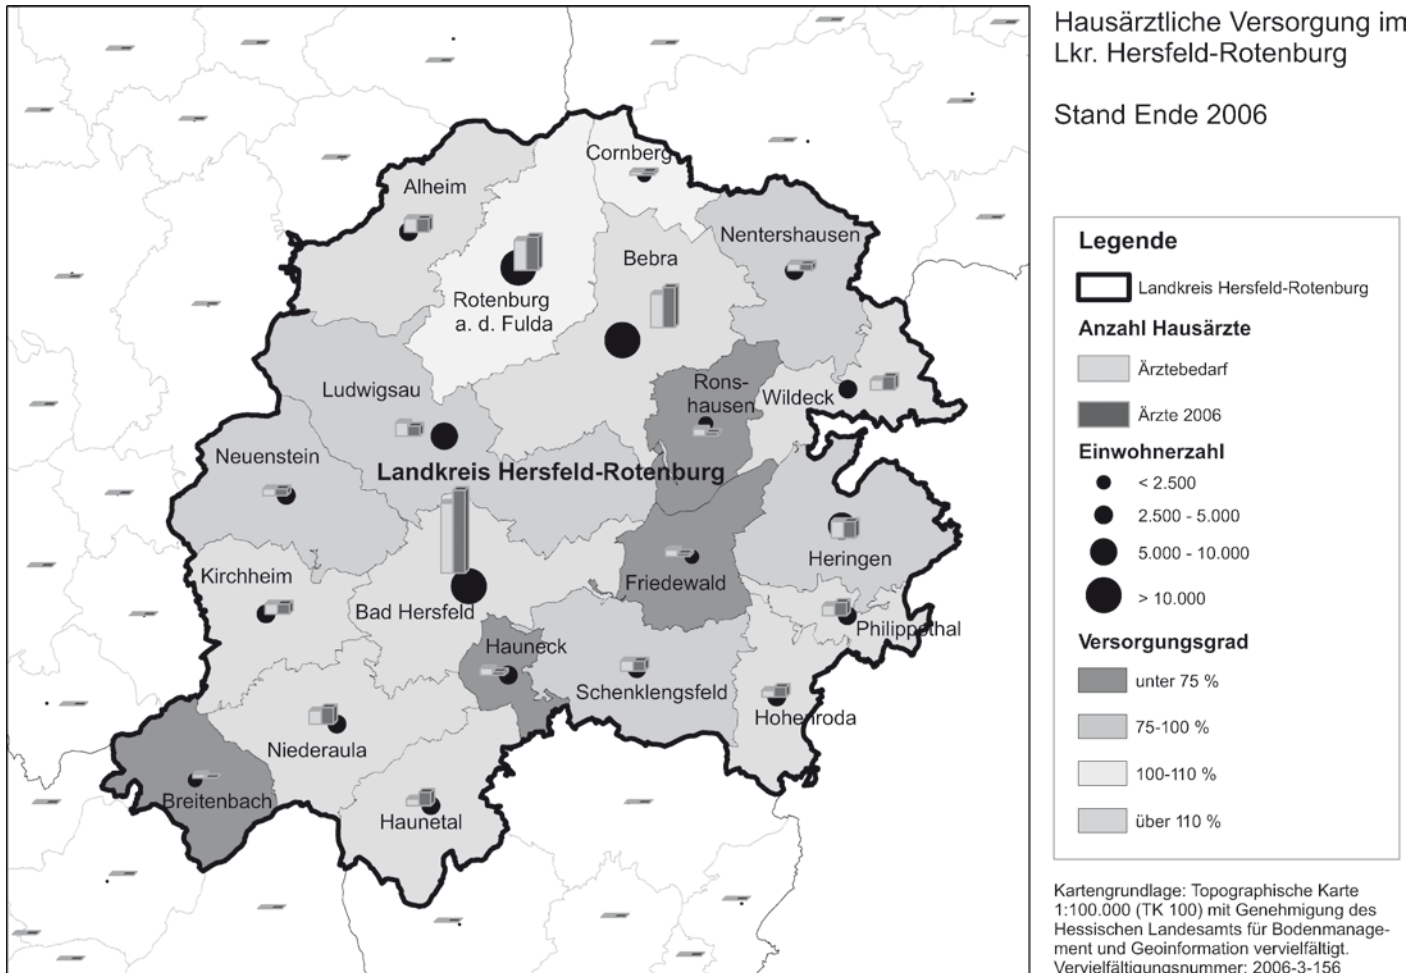 Hausärztliche Versorgung im
Lkr. Hersfeld-Rotenburg
Stand Ende 2006
Cornberg
Alheim
Nentershausen
Bebra
Rotenburg
a. d. Fulda
Rons-
hausen
Wildeck
Ludwigsau
Neuenstein
Landkreis Hersfeld-Rotenburg
Heringen
Kirchheim
Friedewald
Bad Hersfeld
Philippsthal
Hauneck
Schenklengsfeld
Hohenroda
Niederaula
Breitenbach
Haunetal
Legende
Landkreis Hersfeld-Rotenburg
Anzahl Hausärzte
Ärztebedarf
Ärzte 2006
Einwohnerzahl
< 2.500
2.500 - 5.000
5.000 - 10.000
> 10.000
Versorgungsgrad
unter 75 %
75-100 %
100-110 %
über 110 %
Kartengrundlage: Topographische Karte
1:100.000 (TK 100) mit Genehmigung des
Hessischen Landesamts für Bodenmanage-
ment und Geoinformation vervielfältigt.
Vervielfältigungsnummer: 2006-3-156